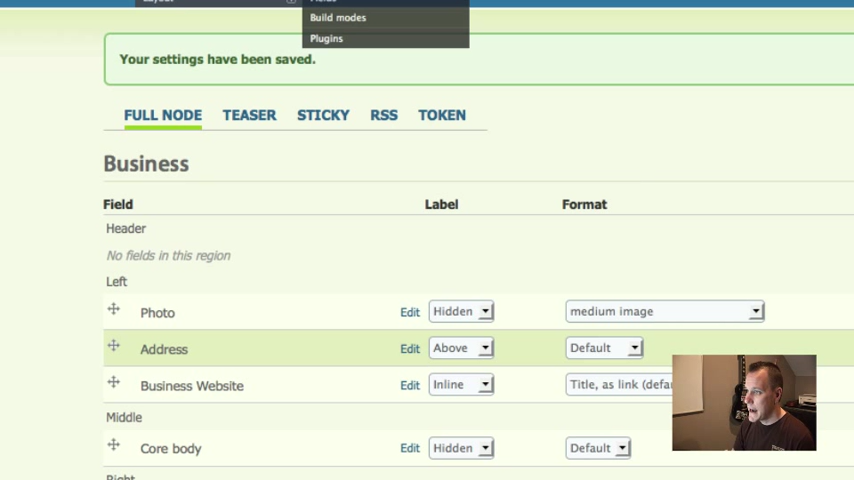 Build modes
Plugins
Your settings have been saved.
FULL NODE TEASER STICKY RSS TOKEN
Business
Field Label Format
Header
No fields in this region
Left
Photo Edit Hidden medium image
Address Edit Above Default
Business Website Edit Inline Title, as link (defa
Middle
Core body Edit Hidden Default